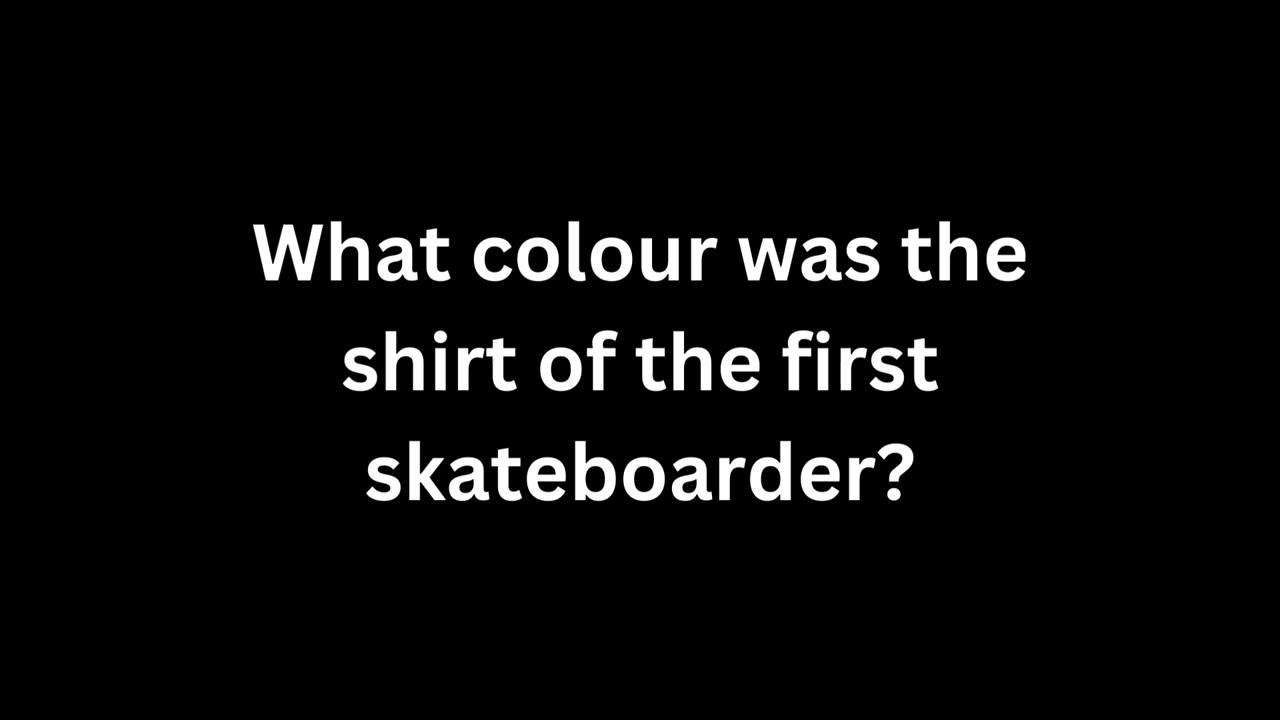 What colour was the
shirt of the first
skateboarder?